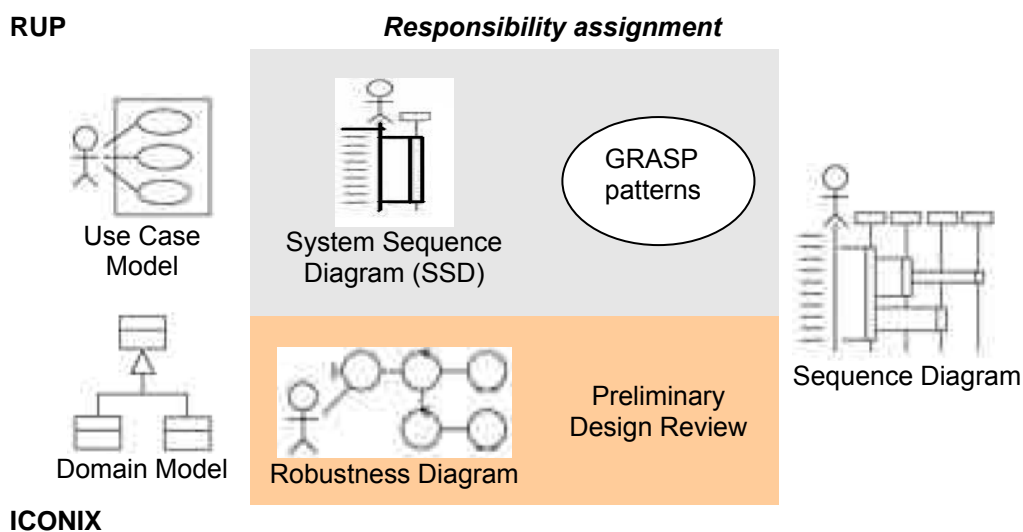 RUP
Responsibility assignment
Use Case
Model
System Sequence
Diagram (SSD)
GRASP
patterns
Domain Model
Robustness Diagram
Preliminary
Design Review
Sequence Diagram
ICONIX